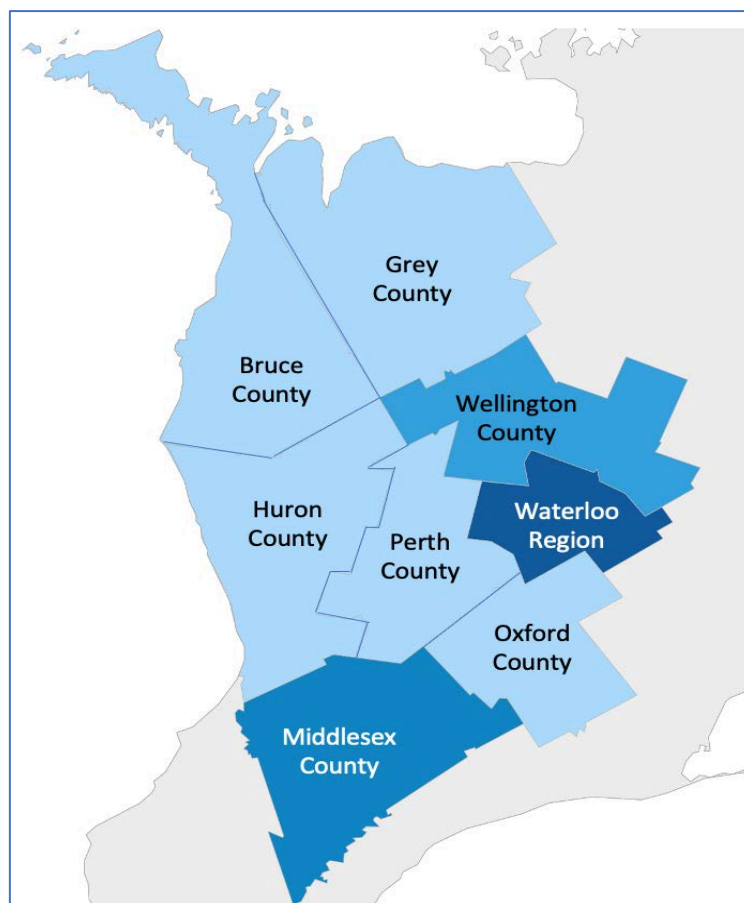 Grey
County
Bruce
County
Wellington
County
Huron
County
Perth
County
Waterloo
Region
Oxford
County
Middlesex
County